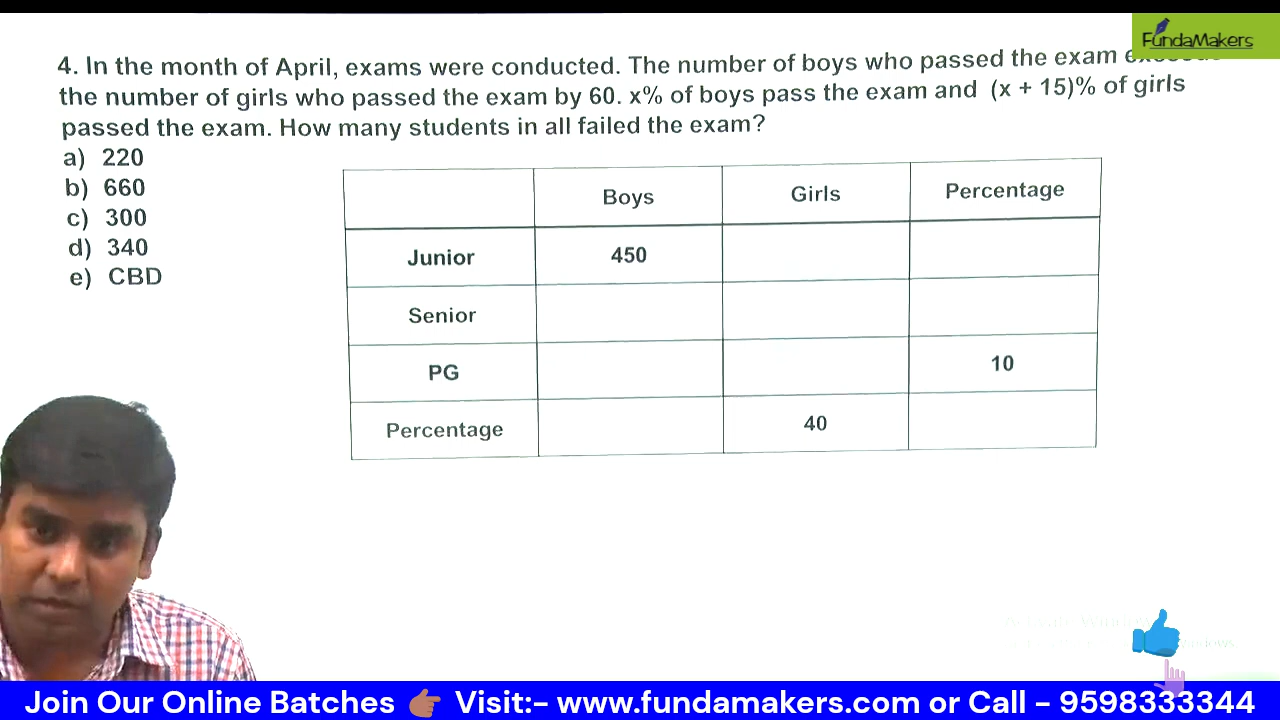 FundaMakers
4. In the month of April, exams were conducted. The number of boys who passed the exam
the number of girls who passed the exam by 60. x% of boys pass the exam and (x + 15)% of girls
passed the exam. How many students in all failed the exam?
a) 220
b) 660
c) 300
d) 340
e) CBD
Boys Girls Percentage
Junior 450
Senior
PG 10
Percentage 40
Join Our Online Batches Visit:- www.fundamakers.com or Call - 9598333344